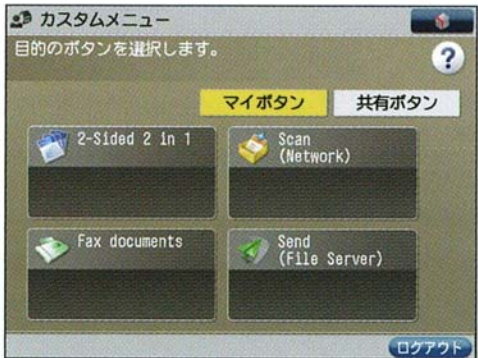 カスタムメニュー
目的のボタンを選択します。
?
マイボタン
共有ボタン
2-Sided 2 in 1
Scan
(Network)
Fax documents
Send
(File Server)
ログアウト